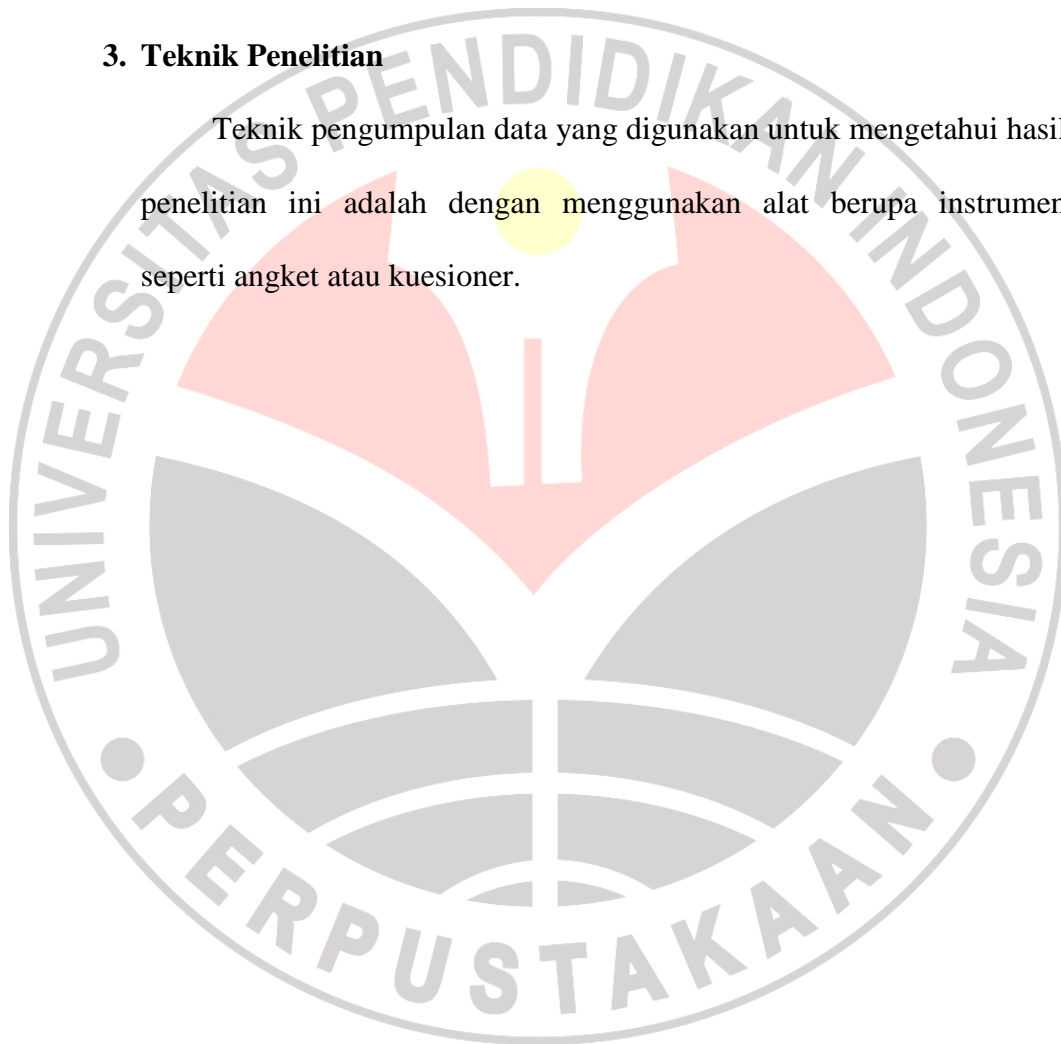 3. Teknik Penelitian
Teknik pengumpulan data yang digunakan untuk mengetahui hasil
penelitian ini adalah dengan menggunakan alat berupa instrumen
seperti angket atau kuesioner.
UNIVERSITAS PENDIDIKAN INDONESIA
PERPUSTAKAAN